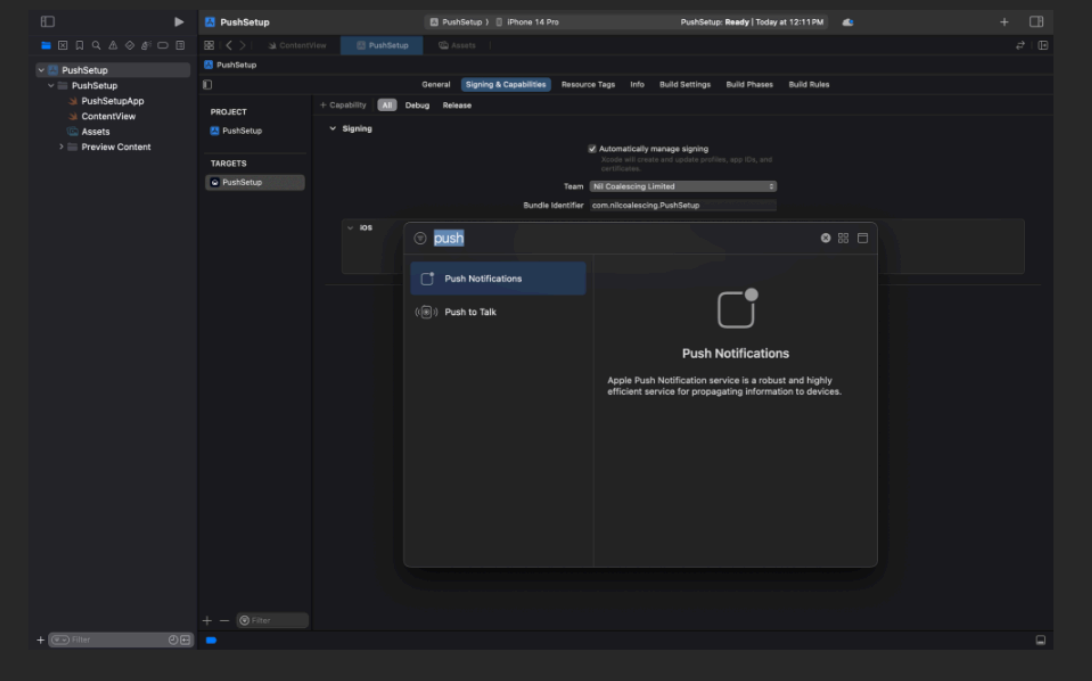 PushSetup
PushSetup 〉 iPhone 14 Pro
PushSetup: Ready | Today at 12:11 PM
ContentView
PushSetup
Assets
PushSetup
PushSetup
PushSetup
PushSetupApp
ContentView
Assets
Preview Content
General Signing & Capabilities Resource Tags Info Build Settings Build Phases Build Rules
+ Capability All Debug Release
PROJECT
PushSetup
TARGETS
PushSetup
Signing
Automatically manage signing
Xcode will create and update profiles, app IDs, and
certificates.
Team Nil Coalescing Limited
Bundle Identifier com.nilcoalescing.PushSetup
iOS
push
Push Notifications
Push to Talk
Push Notifications
Apple Push Notification service is a robust and highly
efficient service for propagating information to devices.
Filter
Filter